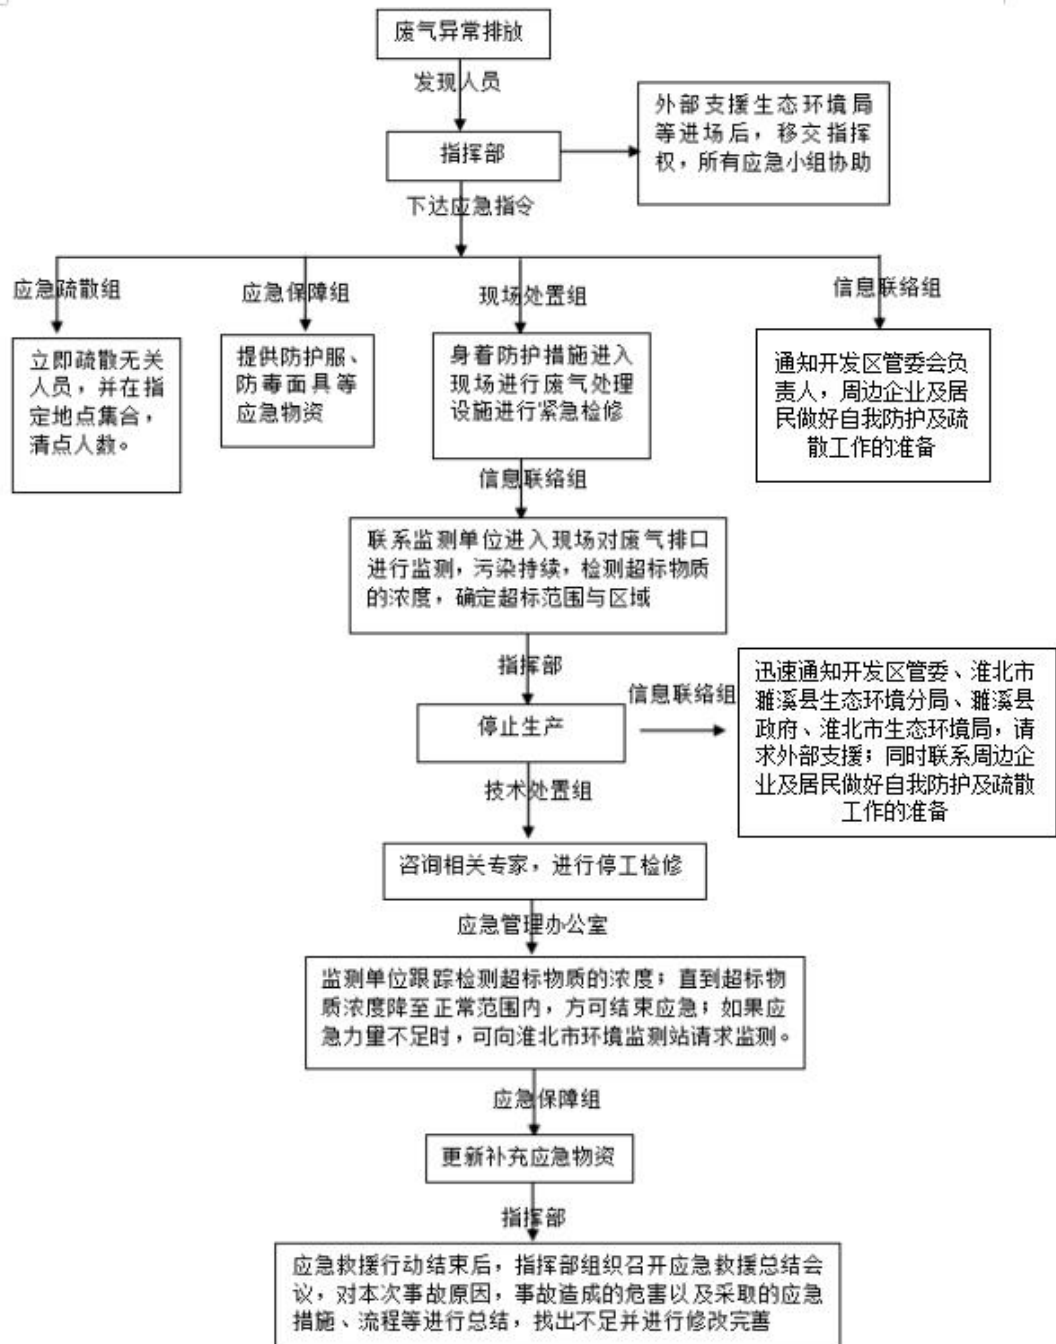 废气异常排放
发现人员
指挥部
外部支援生态环境局
等进场后，移交指挥
权，所有应急小组协助
下达应急指令
应急疏散组
应急保障组
现场处置组
信息联络组
立即疏散无关
人员，并在指
定地点集合，
清点人数。
提供防护服、
防毒面具等
应急物资
身着防护措施进入
现场进行废气处理
设施进行紧急检修
通知开发区管委会负
责人，周边企业及居
民做好自我防护及疏
散工作的准备
信息联络组
联系监测单位进入现场对废气排口
进行监测，污染持续，检测超标物质
的浓度，确定超标范围与区域
指挥部
停止生产
信息联络组
迅速通知开发区管委、淮北市
濉溪县生态环境分局、濉溪县
政府、淮北市生态环境局，请
求外部支援；同时联系周边企
业及居民做好自我防护及疏散
工作的准备
技术处置组
咨询相关专家，进行停工检修
应急管理办公室
监测单位跟踪检测超标物质的浓度；直到超标物
质浓度降至正常范围内，方可结束应急；如果应
急力量不足时，可向淮北市环境监测站请求监测。
应急保障组
更新补充应急物资
指挥部
应急救援行动结束后，指挥部组织召开应急救援总结会
议，对本次事故原因，事故造成的危害以及采取的应急
措施、流程等进行总结，找出不足并进行修改完善